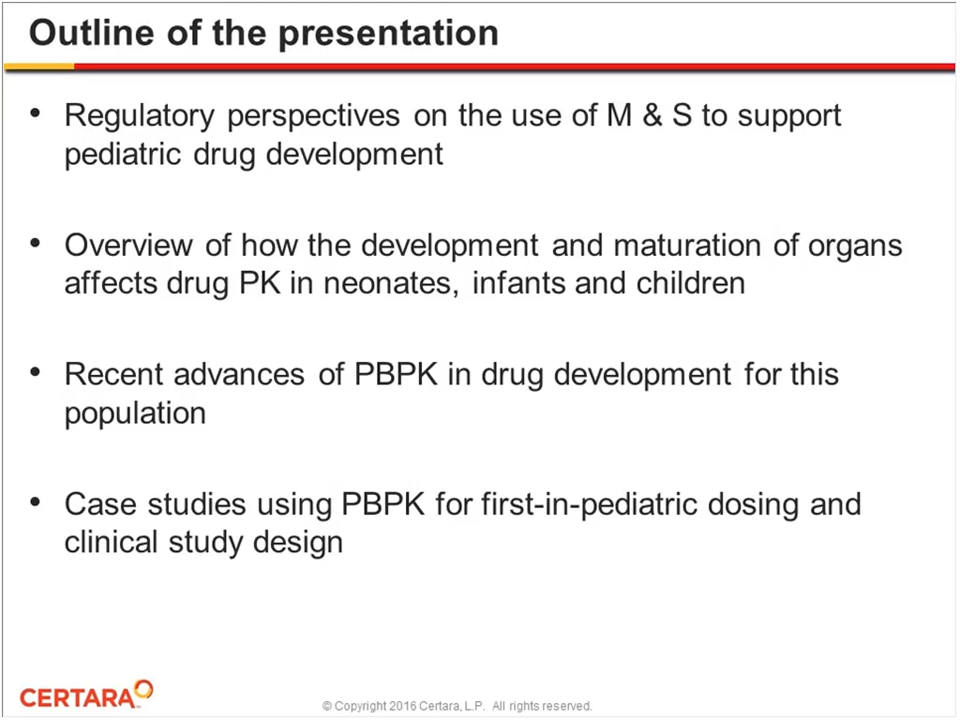 Outline of the presentation
• Regulatory perspectives on the use of M & S to support
pediatric drug development
• Overview of how the development and maturation of organs
affects drug PK in neonates, infants and children
• Recent advances of PBPK in drug development for this
population
• Case studies using PBPK for first-in-pediatric dosing and
clinical study design
CERTARA
© Copyright 2016 Certara, L.P. All rights reserved.